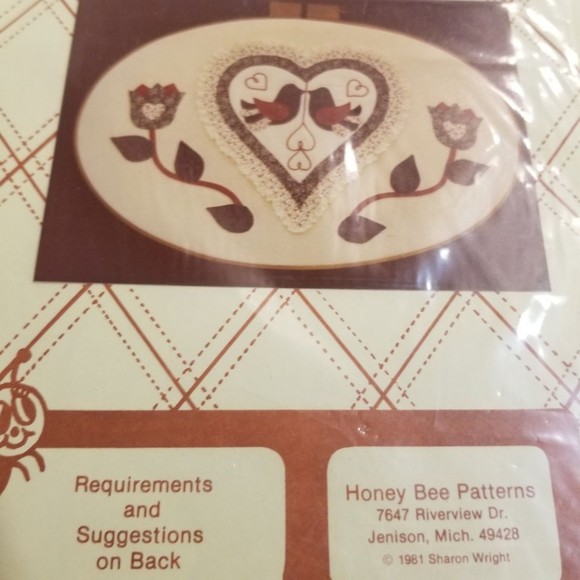 Requirements
and
Suggestions
on Back
Honey Bee Patterns
7647 Riverview Dr.
Jenison, Mich. 49428
© 1981 Sharon Wright